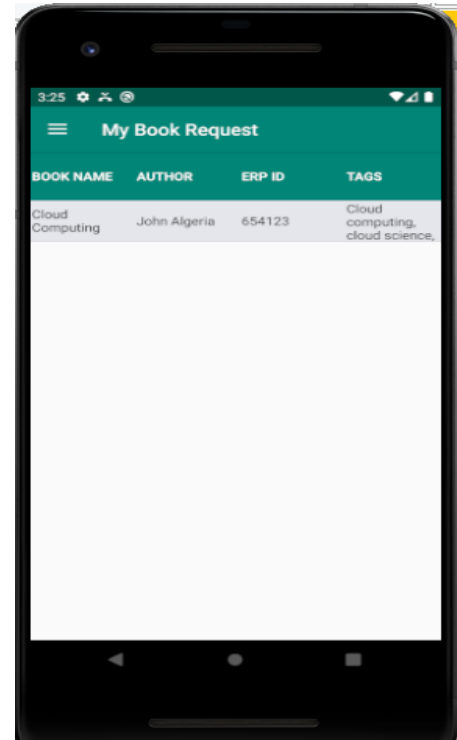 3:25
My Book Request
BOOK NAME AUTHOR ERP ID TAGS
Cloud Computing John Algeria 654123 Cloud computing, cloud science,